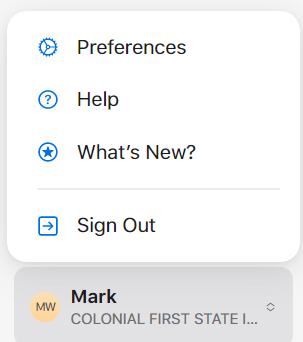 Preferences
Help
What's New?
Sign Out
MW
Mark
COLONIAL FIRST STATE I...